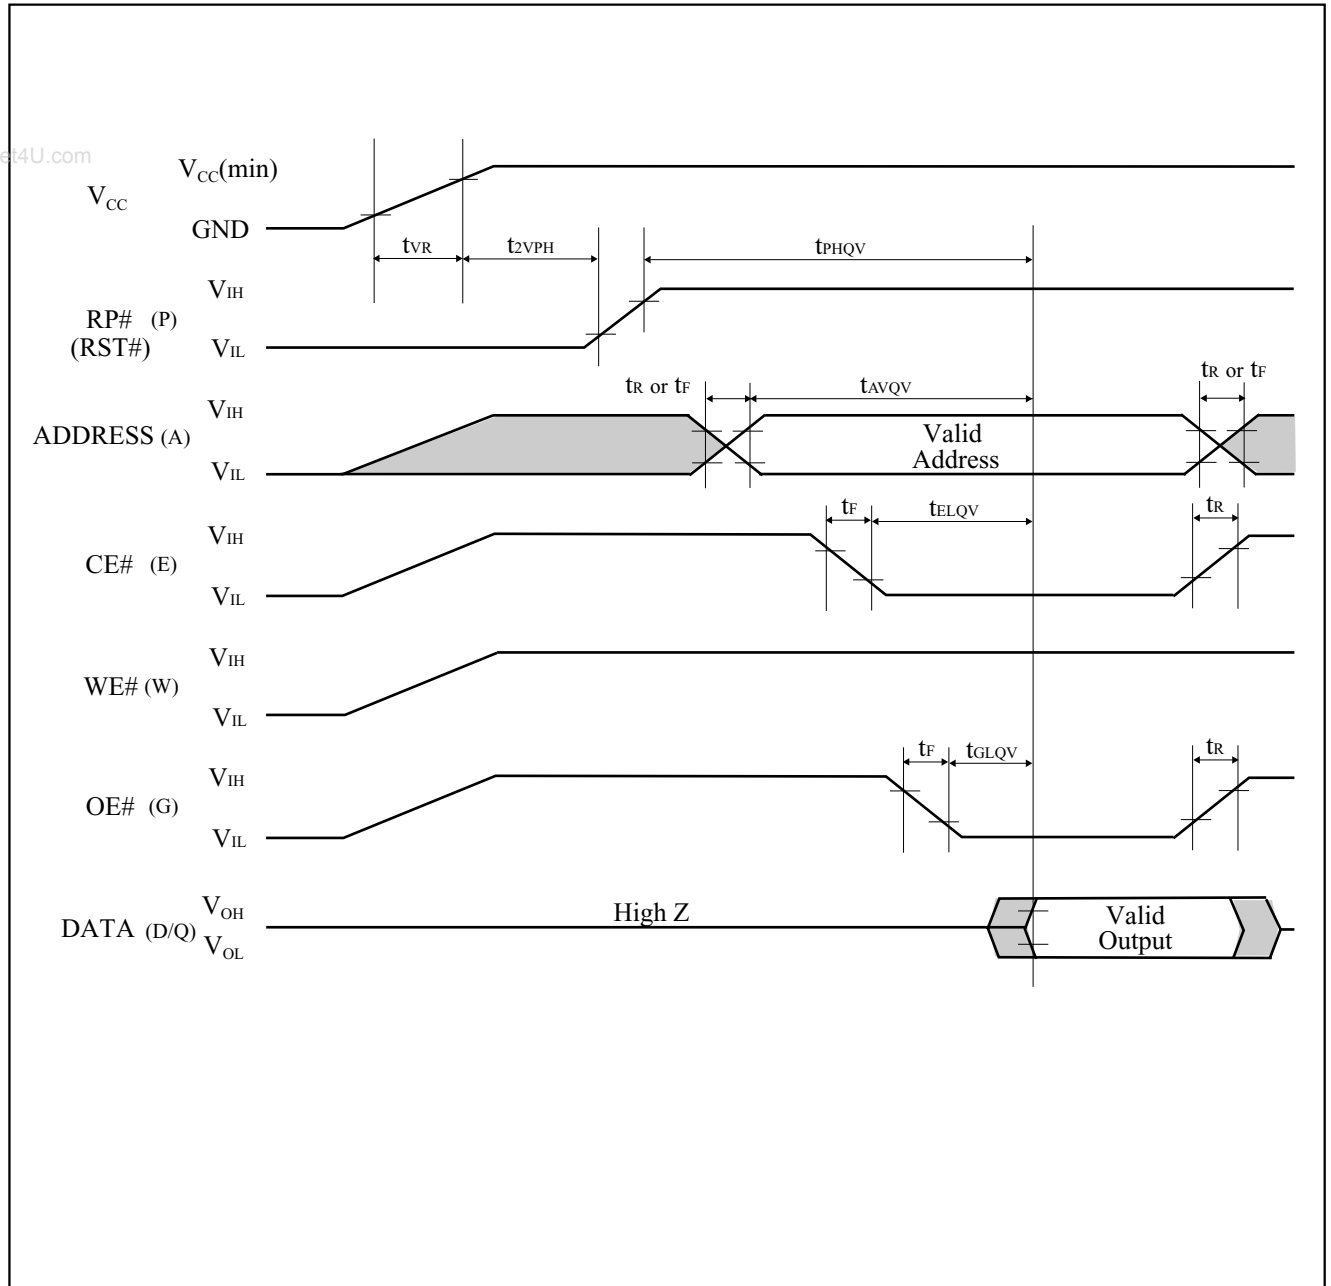 et4U.com
VCC(min)
VCC
GND
tVR
t2VPH
tPHQV
VIH
RP# (P)
(RST#)
VIL
tR or tF
tAVQV
tR or tF
VIH
ADDRESS (A)
Valid
Address
VIL
tF
tELQV
tR
VIH
CE# (E)
VIL
VIH
WE# (W)
VIL
tF
tGLQV
tR
VIH
OE# (G)
VIL
VOH
High Z
DATA (D/Q)
Valid
Output
VOL